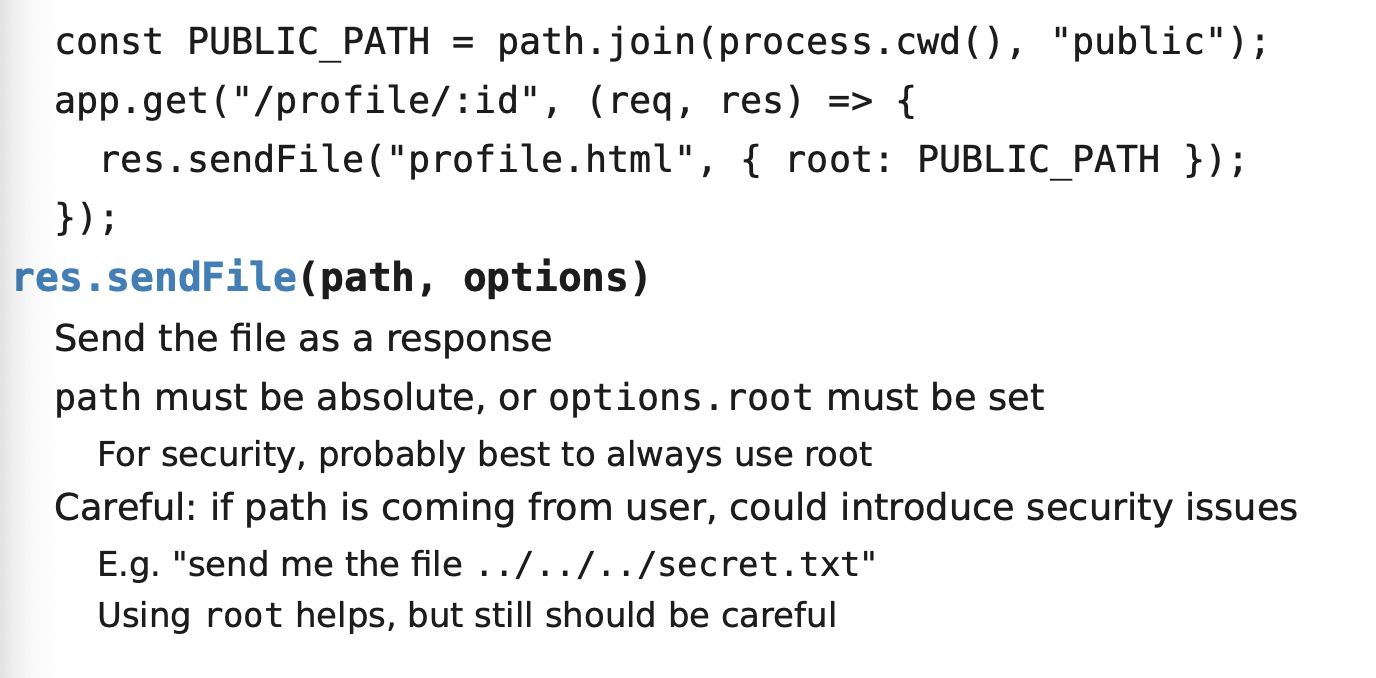 const PUBLIC_PATH = path.join(process.cwd(), "public");
app.get("/profile/:id", (req, res) => {
  res.sendFile("profile.html", { root: PUBLIC_PATH });
});
res.sendFile(path, options)
Send the file as a response
path must be absolute, or options.root must be set
For security, probably best to always use root
Careful: if path is coming from user, could introduce security issues
E.g. "send me the file ../../../secret.txt"
Using root helps, but still should be careful